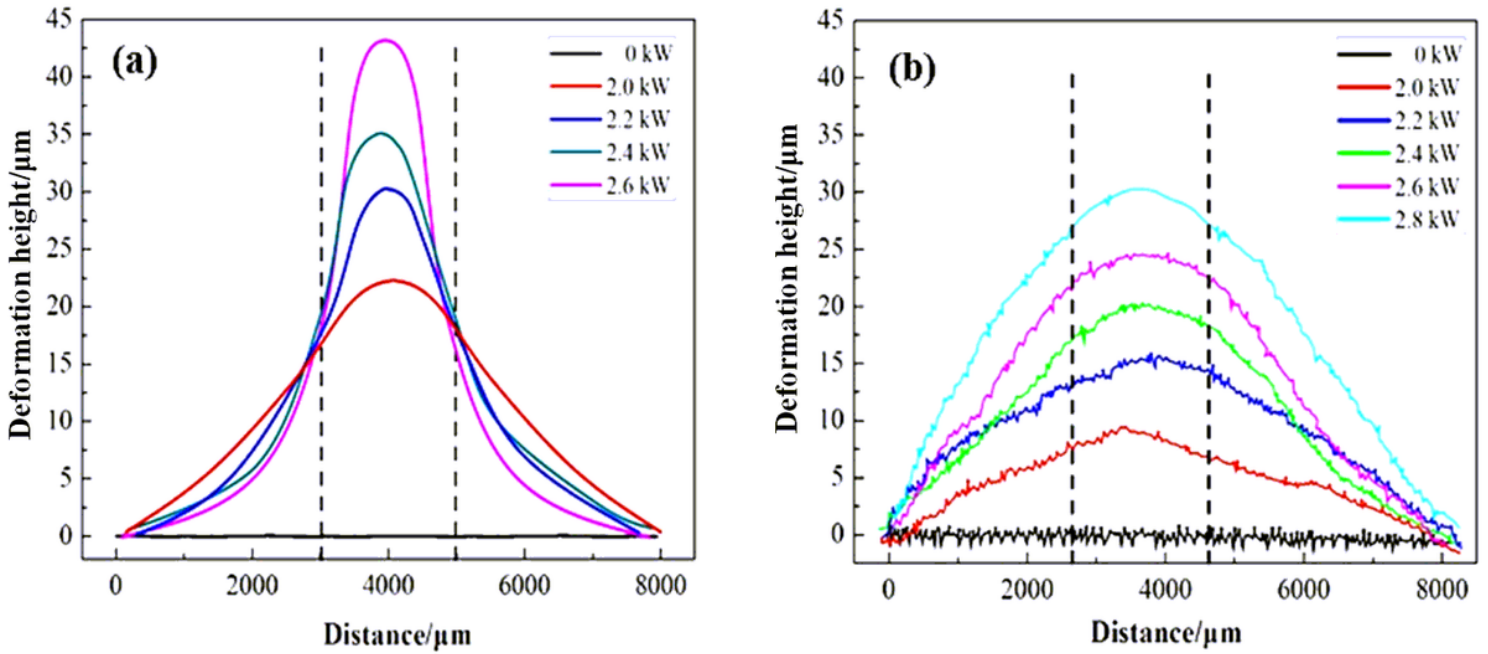 (a)
45
40
35
30
25
20
15
10
5
0
Deformation height/μm
0 kW
2.0 kW
2.2 kW
2.4 kW
2.6 kW
0 2000 4000 6000 8000
Distance/μm
(b)
45
40
35
30
25
20
15
10
5
0
Deformation height/μm
0 kW
2.0 kW
2.2 kW
2.4 kW
2.6 kW
2.8 kW
0 2000 4000 6000 8000
Distance/μm